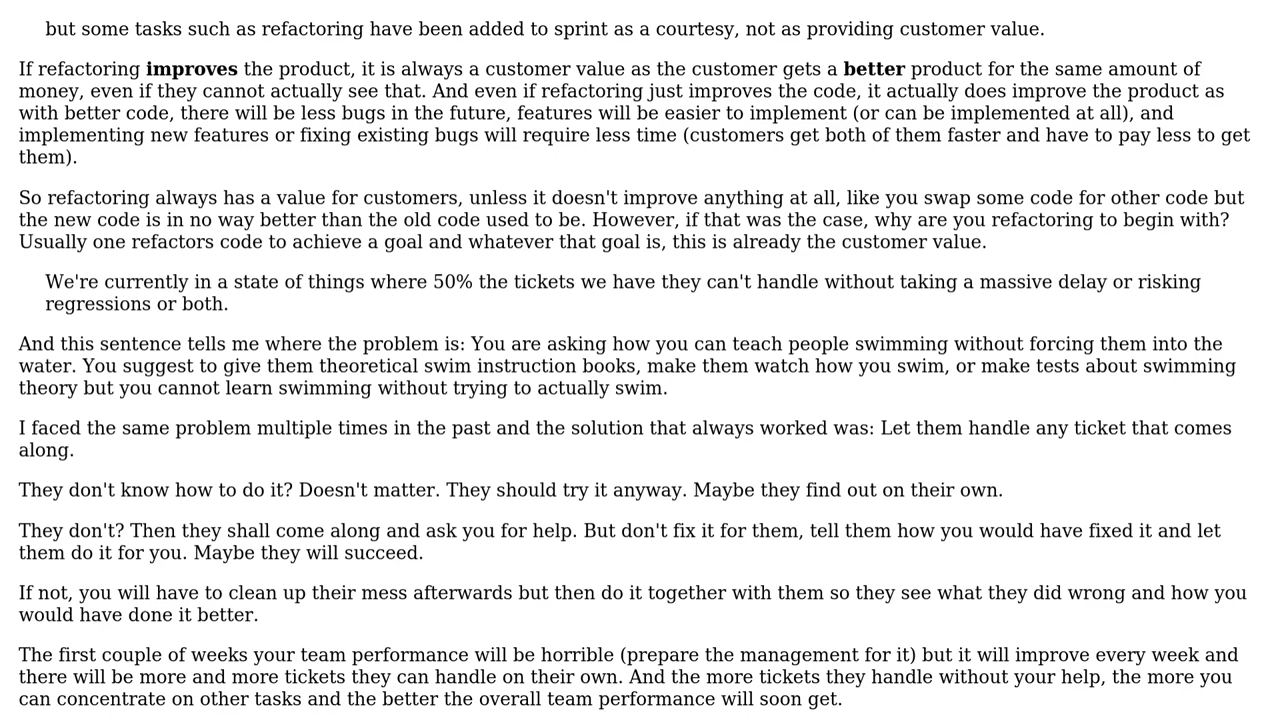 but some tasks such as refactoring have been added to sprint as a courtesy, not as providing customer value.
If refactoring improves the product, it is always a customer value as the customer gets a better product for the same amount of
money, even if they cannot actually see that. And even if refactoring just improves the code, it actually does improve the product as
with better code, there will be less bugs in the future, features will be easier to implement (or can be implemented at all), and
implementing new features or fixing existing bugs will require less time (customers get both of them faster and have to pay less to get
them).
So refactoring always has a value for customers, unless it doesn't improve anything at all, like you swap some code for other code but
the new code is in no way better than the old code used to be. However, if that was the case, why are you refactoring to begin with?
Usually one refactors code to achieve a goal and whatever that goal is, this is already the customer value.
We're currently in a state of things where 50% the tickets we have they can't handle without taking a massive delay or risking
regressions or both.
And this sentence tells me where the problem is: You are asking how you can teach people swimming without forcing them into the
water. You suggest to give them theoretical swim instruction books, make them watch how you swim, or make tests about swimming
theory but you cannot learn swimming without trying to actually swim.
I faced the same problem multiple times in the past and the solution that always worked was: Let them handle any ticket that comes
along.
They don't know how to do it? Doesn't matter. They should try it anyway. Maybe they find out on their own.
They don't? Then they shall come along and ask you for help. But don't fix it for them, tell them how you would have fixed it and let
them do it for you. Maybe they will succeed.
If not, you will have to clean up their mess afterwards but then do it together with them so they see what they did wrong and how you
would have done it better.
The first couple of weeks your team performance will be horrible (prepare the management for it) but it will improve every week and
there will be more and more tickets they can handle on their own. And the more tickets they handle without your help, the more you
can concentrate on other tasks and the better the overall team performance will soon get.